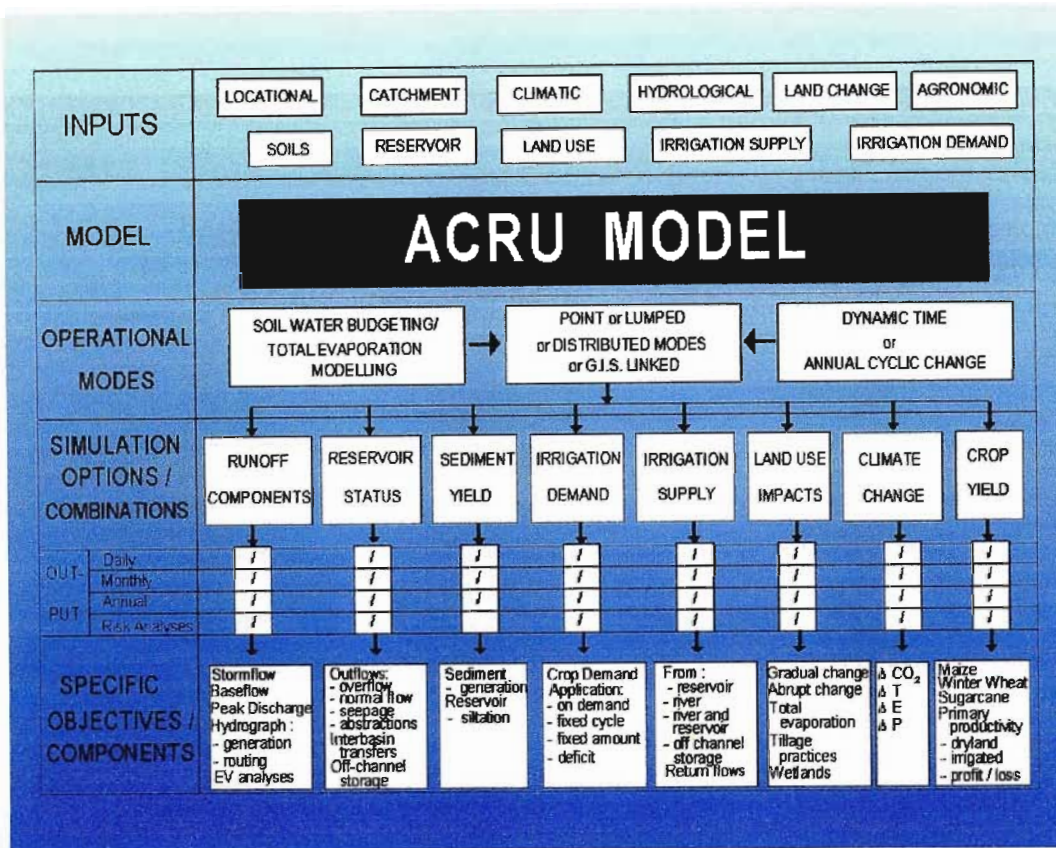 INPUTS
LOCATIONAL
CATCHMENT
CLIMATIC
HYDROLOGICAL
LAND CHANGE
AGRONOMIC
SOILS
RESERVOIR
LAND USE
IRRIGATION SUPPLY
IRRIGATION DEMAND
MODEL
ACRU MODEL
OPERATIONAL
MODES
SOIL WATER BUDGETING/
TOTAL EVAPORATION
MODELLING
POINT or LUMPED
or DISTRIBUTED MODES
or G.I.S. LINKED
DYNAMIC TIME
or
ANNUAL CYCLIC CHANGE
SIMULATION
OPTIONS /
COMBINATIONS
RUNOFF
COMPONENTS
RESERVOIR
STATUS
SEDIMENT
YIELD
IRRIGATION
DEMAND
IRRIGATION
SUPPLY
LAND USE
IMPACTS
CLIMATE
CHANGE
CROP
YIELD
OUT-
PUT
Daily
Monthly
Annual
Risk Analyses
SPECIFIC
OBJECTIVES /
COMPONENTS
Stormflow
Baseflow
Peak Discharge
Hydrograph :
- generation
- routing
EV analyses
Outflows:
- overflow
- normal flow
- seepage
- abstractions
Interbasin
transfers
Off-channel
storage
Sediment
- generation
Reservoir
- siltation
Crop Demand
Application:
- on demand
- fixed cycle
- fixed amount
- deficit
From :
- reservoir
- river
- river and
reservoir
- off channel
storage
Return flows
Gradual change
Abrupt change
Total
evaporation
Tillage
practices
Wetlands
Δ CO₂
Δ T
Δ E
Δ P
Maize
Winter Wheat
Sugarcane
Primary
productivity
- dryland
- irrigated
- profit / loss